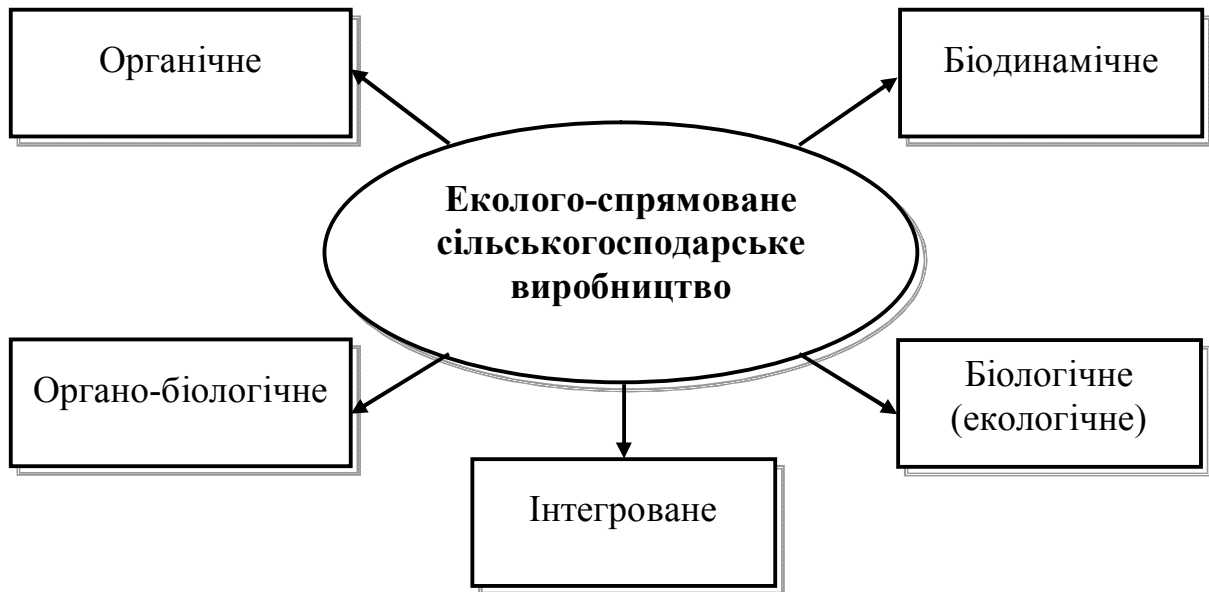 Органічне
Біодинамічне
Еколого-спрямоване
сільськогосподарське
виробництво
Органо-біологічне
Біологічне
(екологічне)
Інтегроване